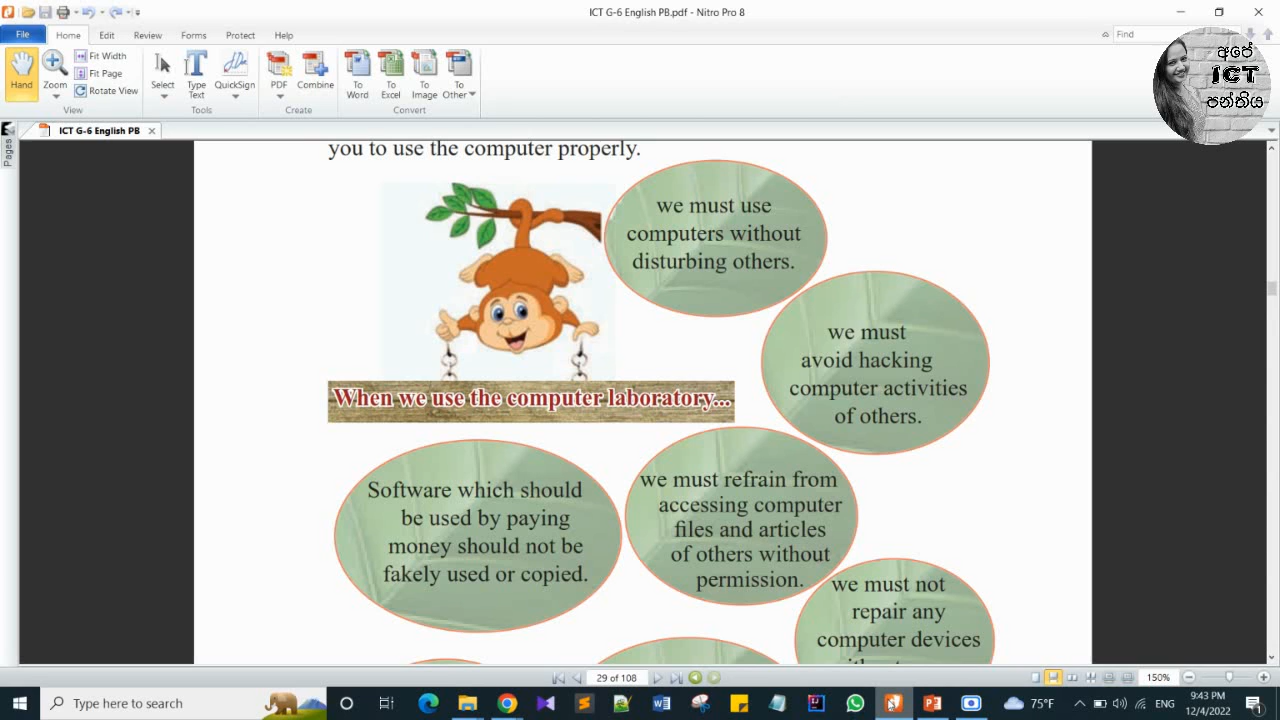 ICT G-6 English PB.pdf - Nitro Pro 8
File Home Edit Review Forms Protect Help
Find
Hand Zoom Fit Width Fit Page Rotate View
Select Type Text QuickSign
PDF Combine
To Word To Excel To Image To Other
View Tools Create Convert
අපේ
ICT
පන්තිය
ICT G-6 English PB
Pages
you to use the computer properly.
we must use
computers without
disturbing others.
we must
avoid hacking
computer activities
of others.
When we use the computer laboratory...
Software which should
be used by paying
money should not be
fakely used or copied.
we must refrain from
accessing computer
files and articles
of others without
permission.
we must not
repair any
computer devices
29 of 108
150%
Type here to search
75°F
ENG
9:43 PM
12/4/2022